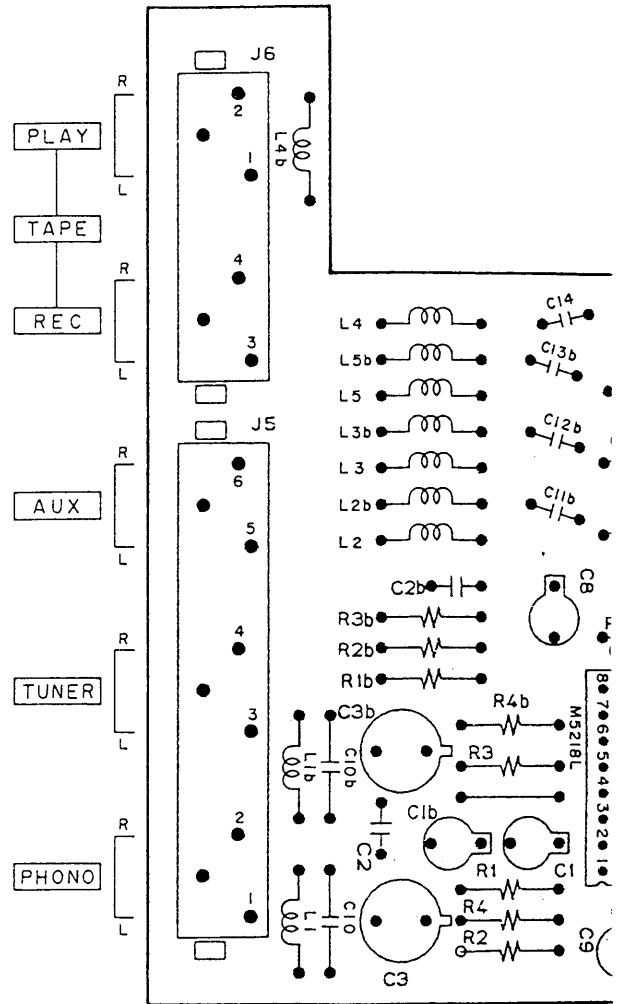 J6
R
2
PLAY
L4b
1
L
TAPE
R
4
REC
3
L
C14
L4
L5b
C13b
L5
J5
L3b
C12b
R
6
L3
AUX
L2b
C11b
5
L2
L
C2b
C8
R3b
R
4
R2b
TUNER
R1b
8 7 6 5 4 3 2 1
M5218L
R4b
C3b
3
L
L1b
C10b
R3
R
2
C1b
C2
PHONO
R1
C1
1
L
L1
C10
R4
R2
C9
C3